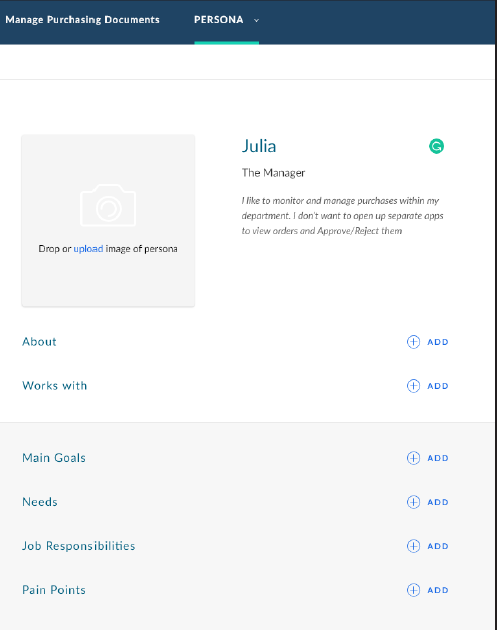 Manage Purchasing Documents PERSONA
Julia
The Manager
I like to monitor and manage purchases within my
department. I don't want to open up separate apps
to view orders and Approve/Reject them
Drop or upload image of persona
About ADD
Works with ADD
Main Goals ADD
Needs ADD
Job Responsibilities ADD
Pain Points ADD